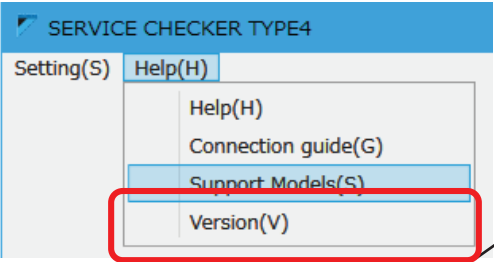 SERVICE CHECKER TYPE4
Setting(S) Help(H)
Help(H)
Connection guide(G)
Support Models(S)
Version(V)